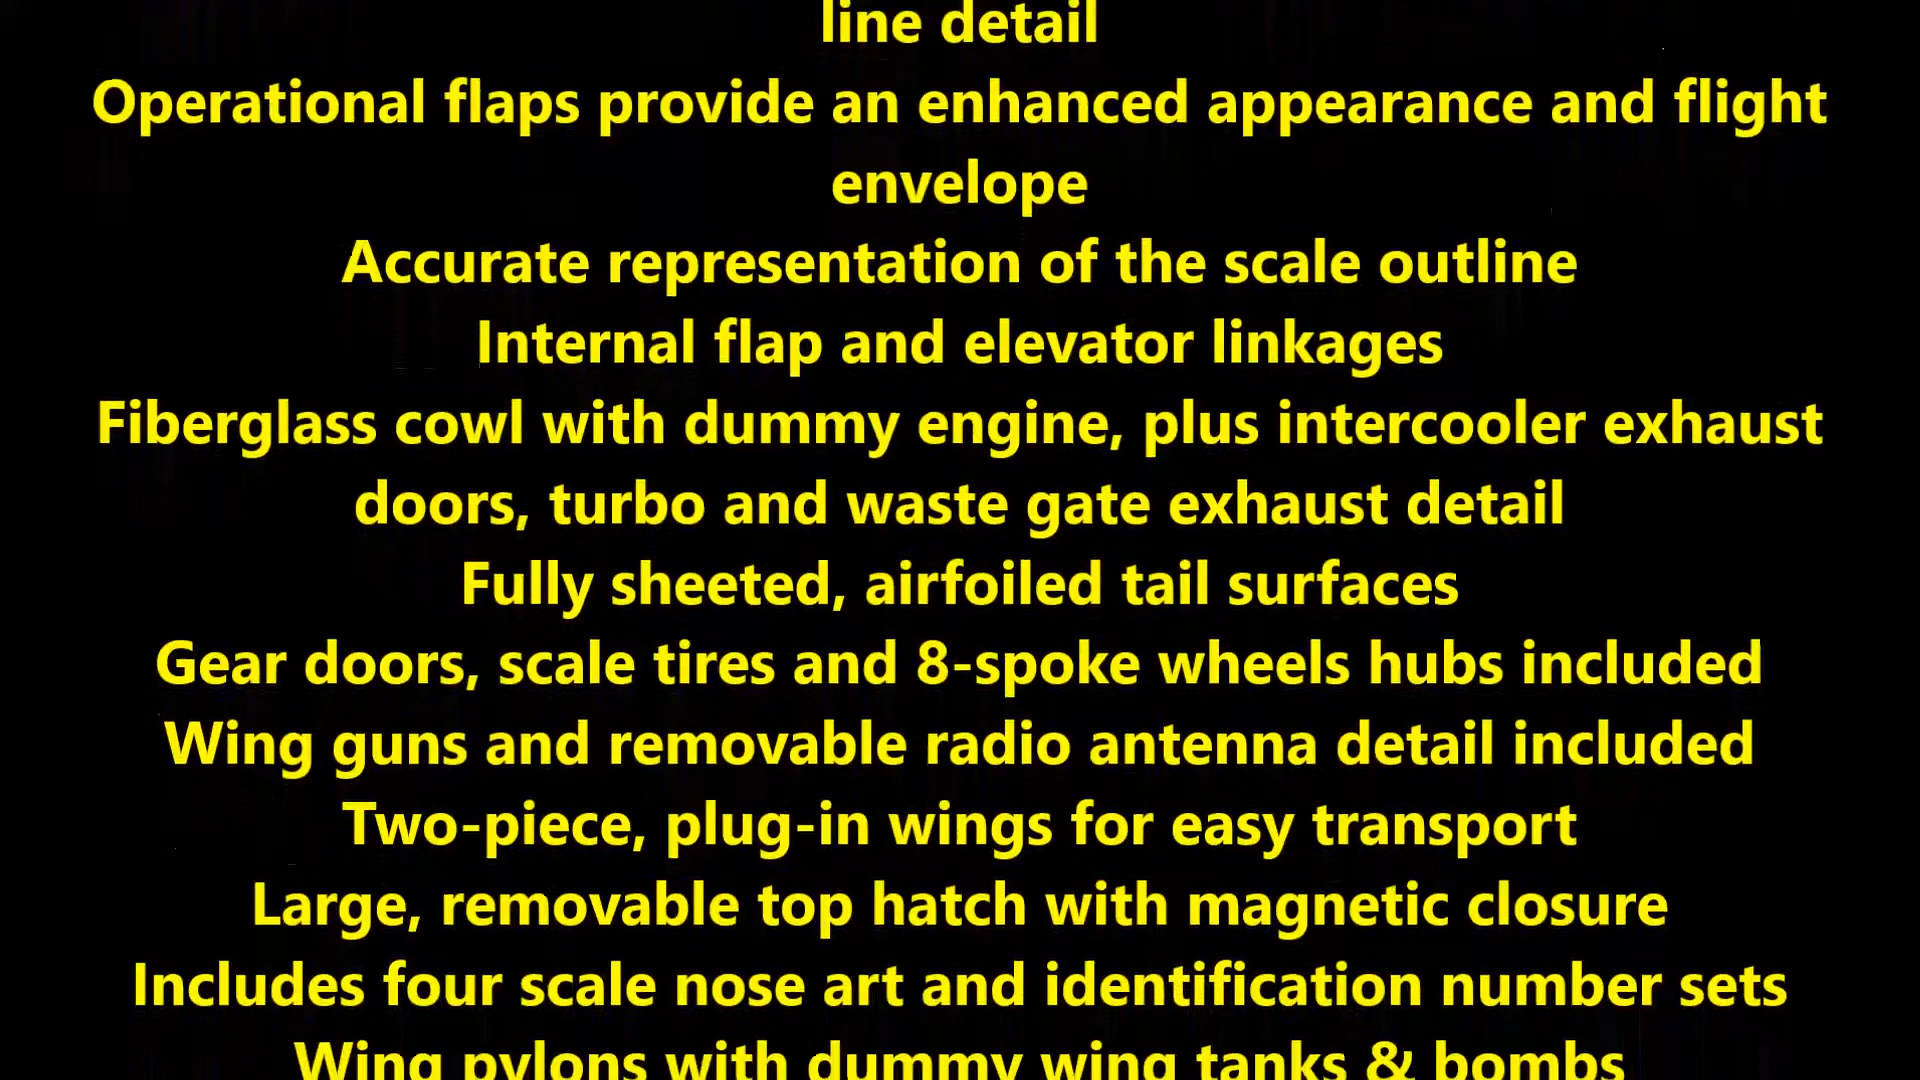 line detail
Operational flaps provide an enhanced appearance and flight
envelope
Accurate representation of the scale outline
Internal flap and elevator linkages
Fiberglass cowl with dummy engine, plus intercooler exhaust
doors, turbo and waste gate exhaust detail
Fully sheeted, airfoiled tail surfaces
Gear doors, scale tires and 8-spoke wheels hubs included
Wing guns and removable radio antenna detail included
Two-piece, plug-in wings for easy transport
Large, removable top hatch with magnetic closure
Includes four scale nose art and identification number sets
Wing pylons with dummy wing tanks & bombs